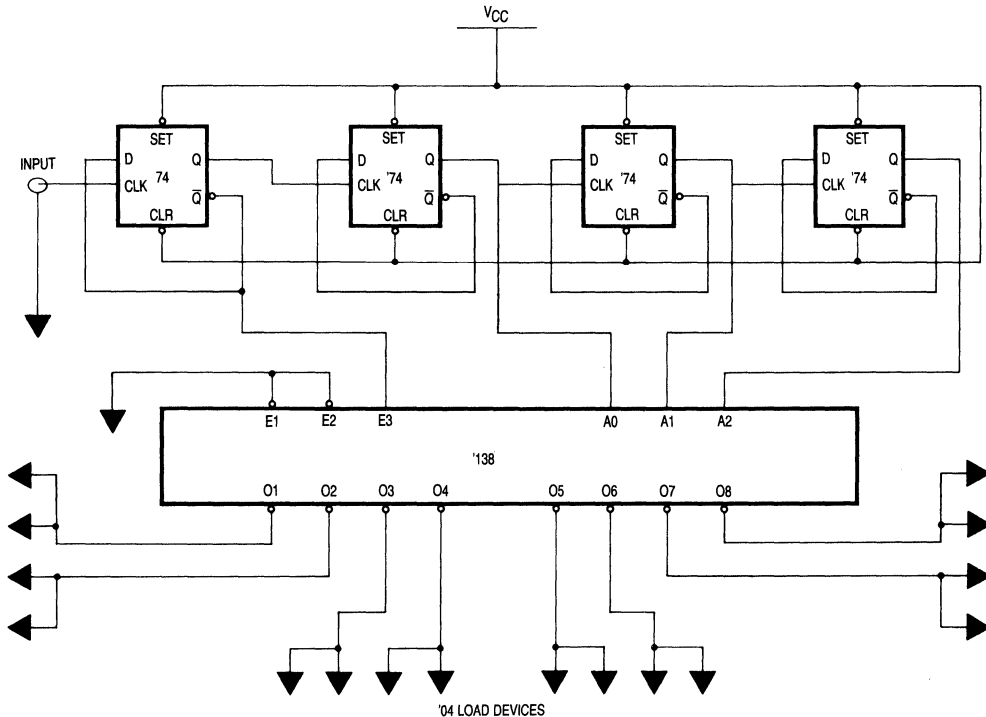 VCC
SET SET SET SET
INPUT
D Q D Q D Q D Q
'74 '74 '74 '74
CLK CLK CLK CLK
Q̅ Q̅ Q̅ Q̅
CLR CLR CLR CLR
E1 E2 E3 A0 A1 A2
'138
O1 O2 O3 O4 O5 O6 O7 O8
'04 LOAD DEVICES